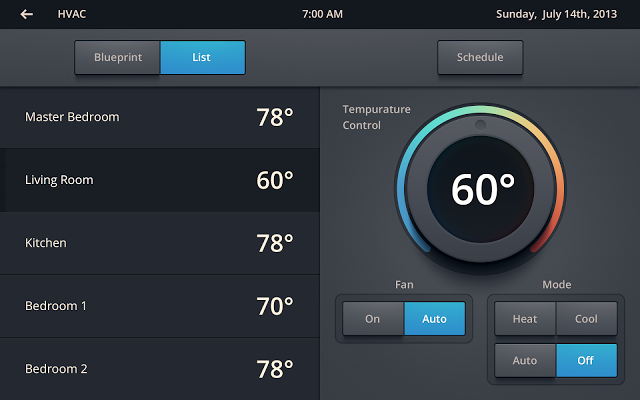 HVAC
7:00 AM
Sunday, July 14th, 2013
Blueprint
List
Schedule
Master Bedroom 78°
Living Room 60°
Kitchen 78°
Bedroom 1 70°
Bedroom 2 78°
Tempurature
Control
60°
Fan
On
Auto
Mode
Heat
Cool
Auto
Off